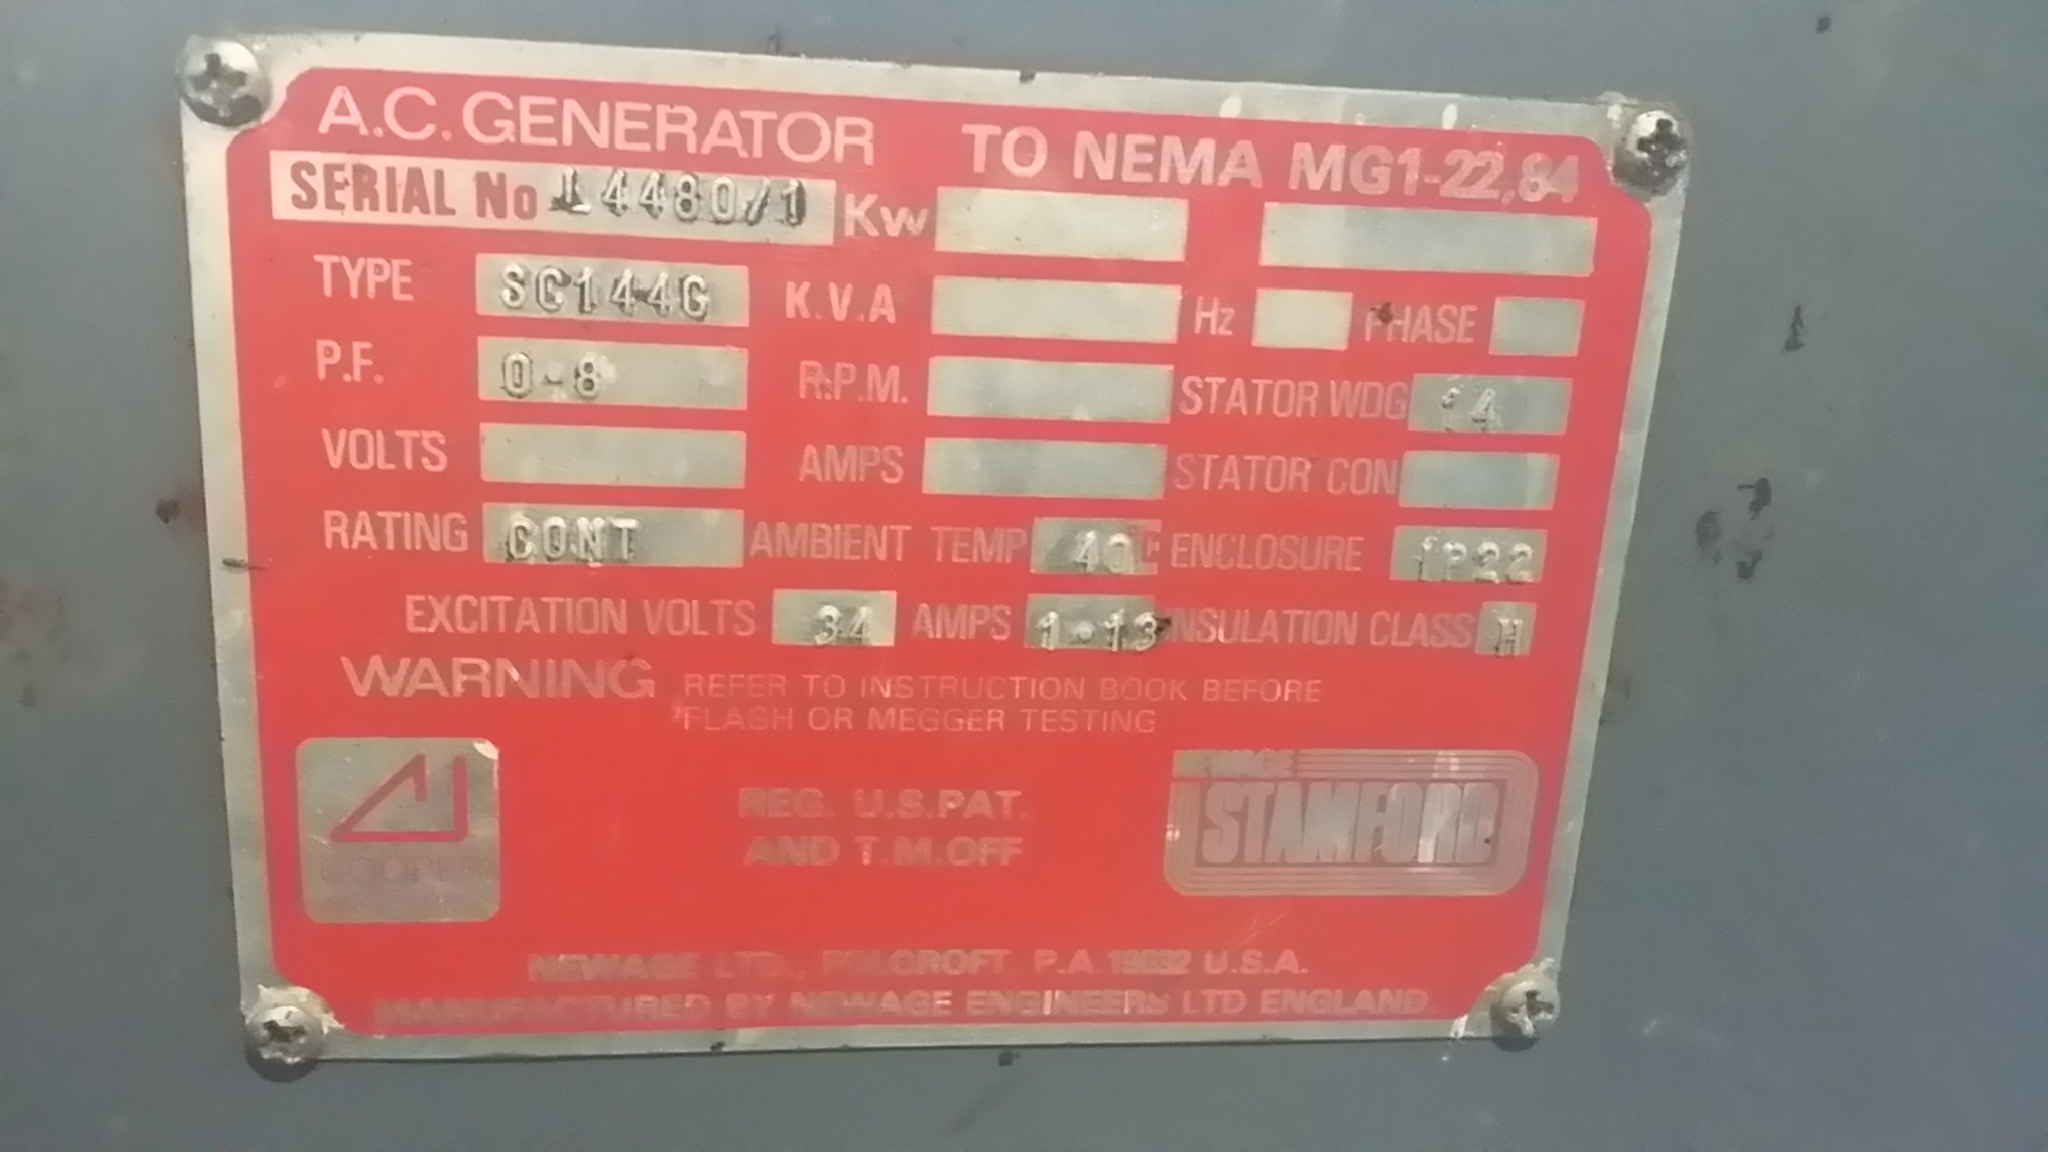 A.C. GENERATOR TO NEMA MG1-22,84
SERIAL No L4480/1 Kw
TYPE SC144G K.V.A Hz PHASE
P.F. 0-8 R.P.M. STATOR WDG 14
VOLTS AMPS STATOR CON
RATING CONT AMBIENT TEMP 40C ENCLOSURE IP22
EXCITATION VOLTS 34 AMPS 1-13 INSULATION CLASS H
WARNING REFER TO INSTRUCTION BOOK BEFORE
FLASH OR MEGGER TESTING
NEWAGE
STAMFORD
COOPER
REG. U.S.PAT.
AND T.M.OFF
NEWAGE LTD., FOLCROFT, P.A. 19032 U.S.A.
MANUFACTURED BY NEWAGE ENGINEERS LTD ENGLAND.